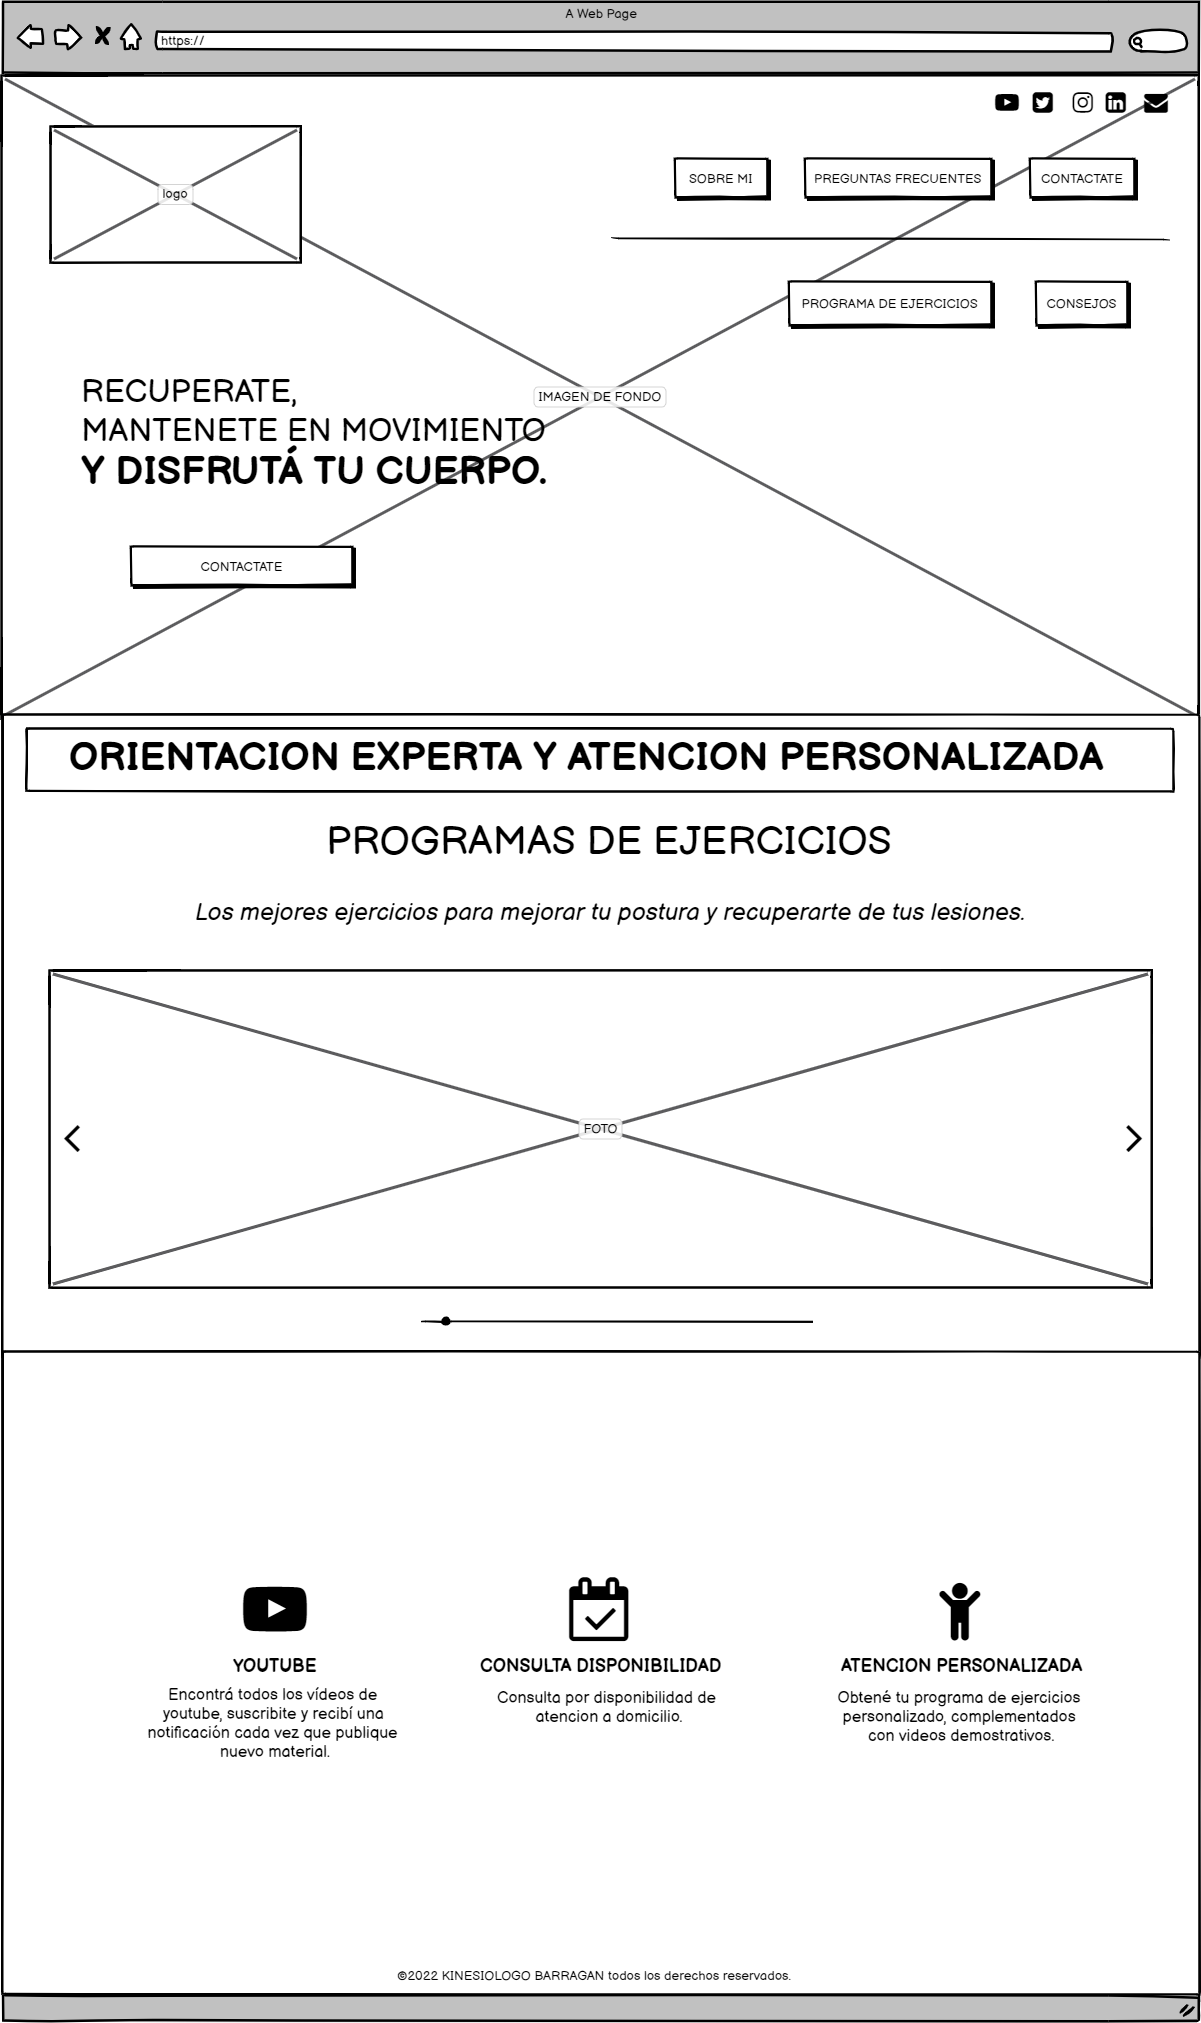 A Web Page
https://
logo
SOBRE MI
PREGUNTAS FRECUENTES
CONTACTATE
PROGRAMA DE EJERCICIOS
CONSEJOS
IMAGEN DE FONDO
RECUPERATE,
MANTENETE EN MOVIMIENTO
Y DISFRUTÁ TU CUERPO.
CONTACTATE
ORIENTACION EXPERTA Y ATENCION PERSONALIZADA
PROGRAMAS DE EJERCICIOS
Los mejores ejercicios para mejorar tu postura y recuperarte de tus lesiones.
FOTO
YOUTUBE
Encontrá todos los vídeos de
youtube, suscribite y recibí una
notificación cada vez que publique
nuevo material.
CONSULTA DISPONIBILIDAD
Consulta por disponibilidad de
atencion a domicilio.
ATENCION PERSONALIZADA
Obtené tu programa de ejercicios
personalizado, complementados
con videos demostrativos.
©2022 KINESIOLOGO BARRAGAN todos los derechos reservados.